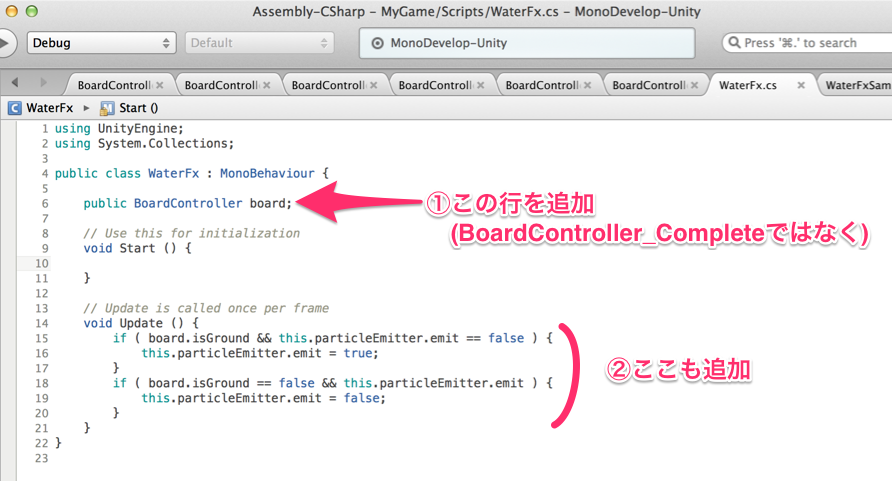 Assembly-CSharp – MyGame/Scripts/WaterFx.cs – MonoDevelop-Unity
Debug
Default
MonoDevelop-Unity
Press '⌘.' to search
BoardControll
BoardControll
BoardControll
BoardControll
BoardControll
BoardControll
WaterFx.cs
WaterFxSam
C WaterFx ▸ M Start ()
1 using UnityEngine;
2 using System.Collections;
3
4 public class WaterFx : MonoBehaviour {
5
6 public BoardController board;
①この行を追加
(BoardController_Completeではなく)
7
8 // Use this for initialization
9 void Start () {
10
11 }
12
13 // Update is called once per frame
14 void Update () {
15 if ( board.isGround && this.particleEmitter.emit == false ) {
16 this.particleEmitter.emit = true;
17 }
18 if ( board.isGround == false && this.particleEmitter.emit ) {
19 this.particleEmitter.emit = false;
20 }
21 }
22 }
23
②ここも追加